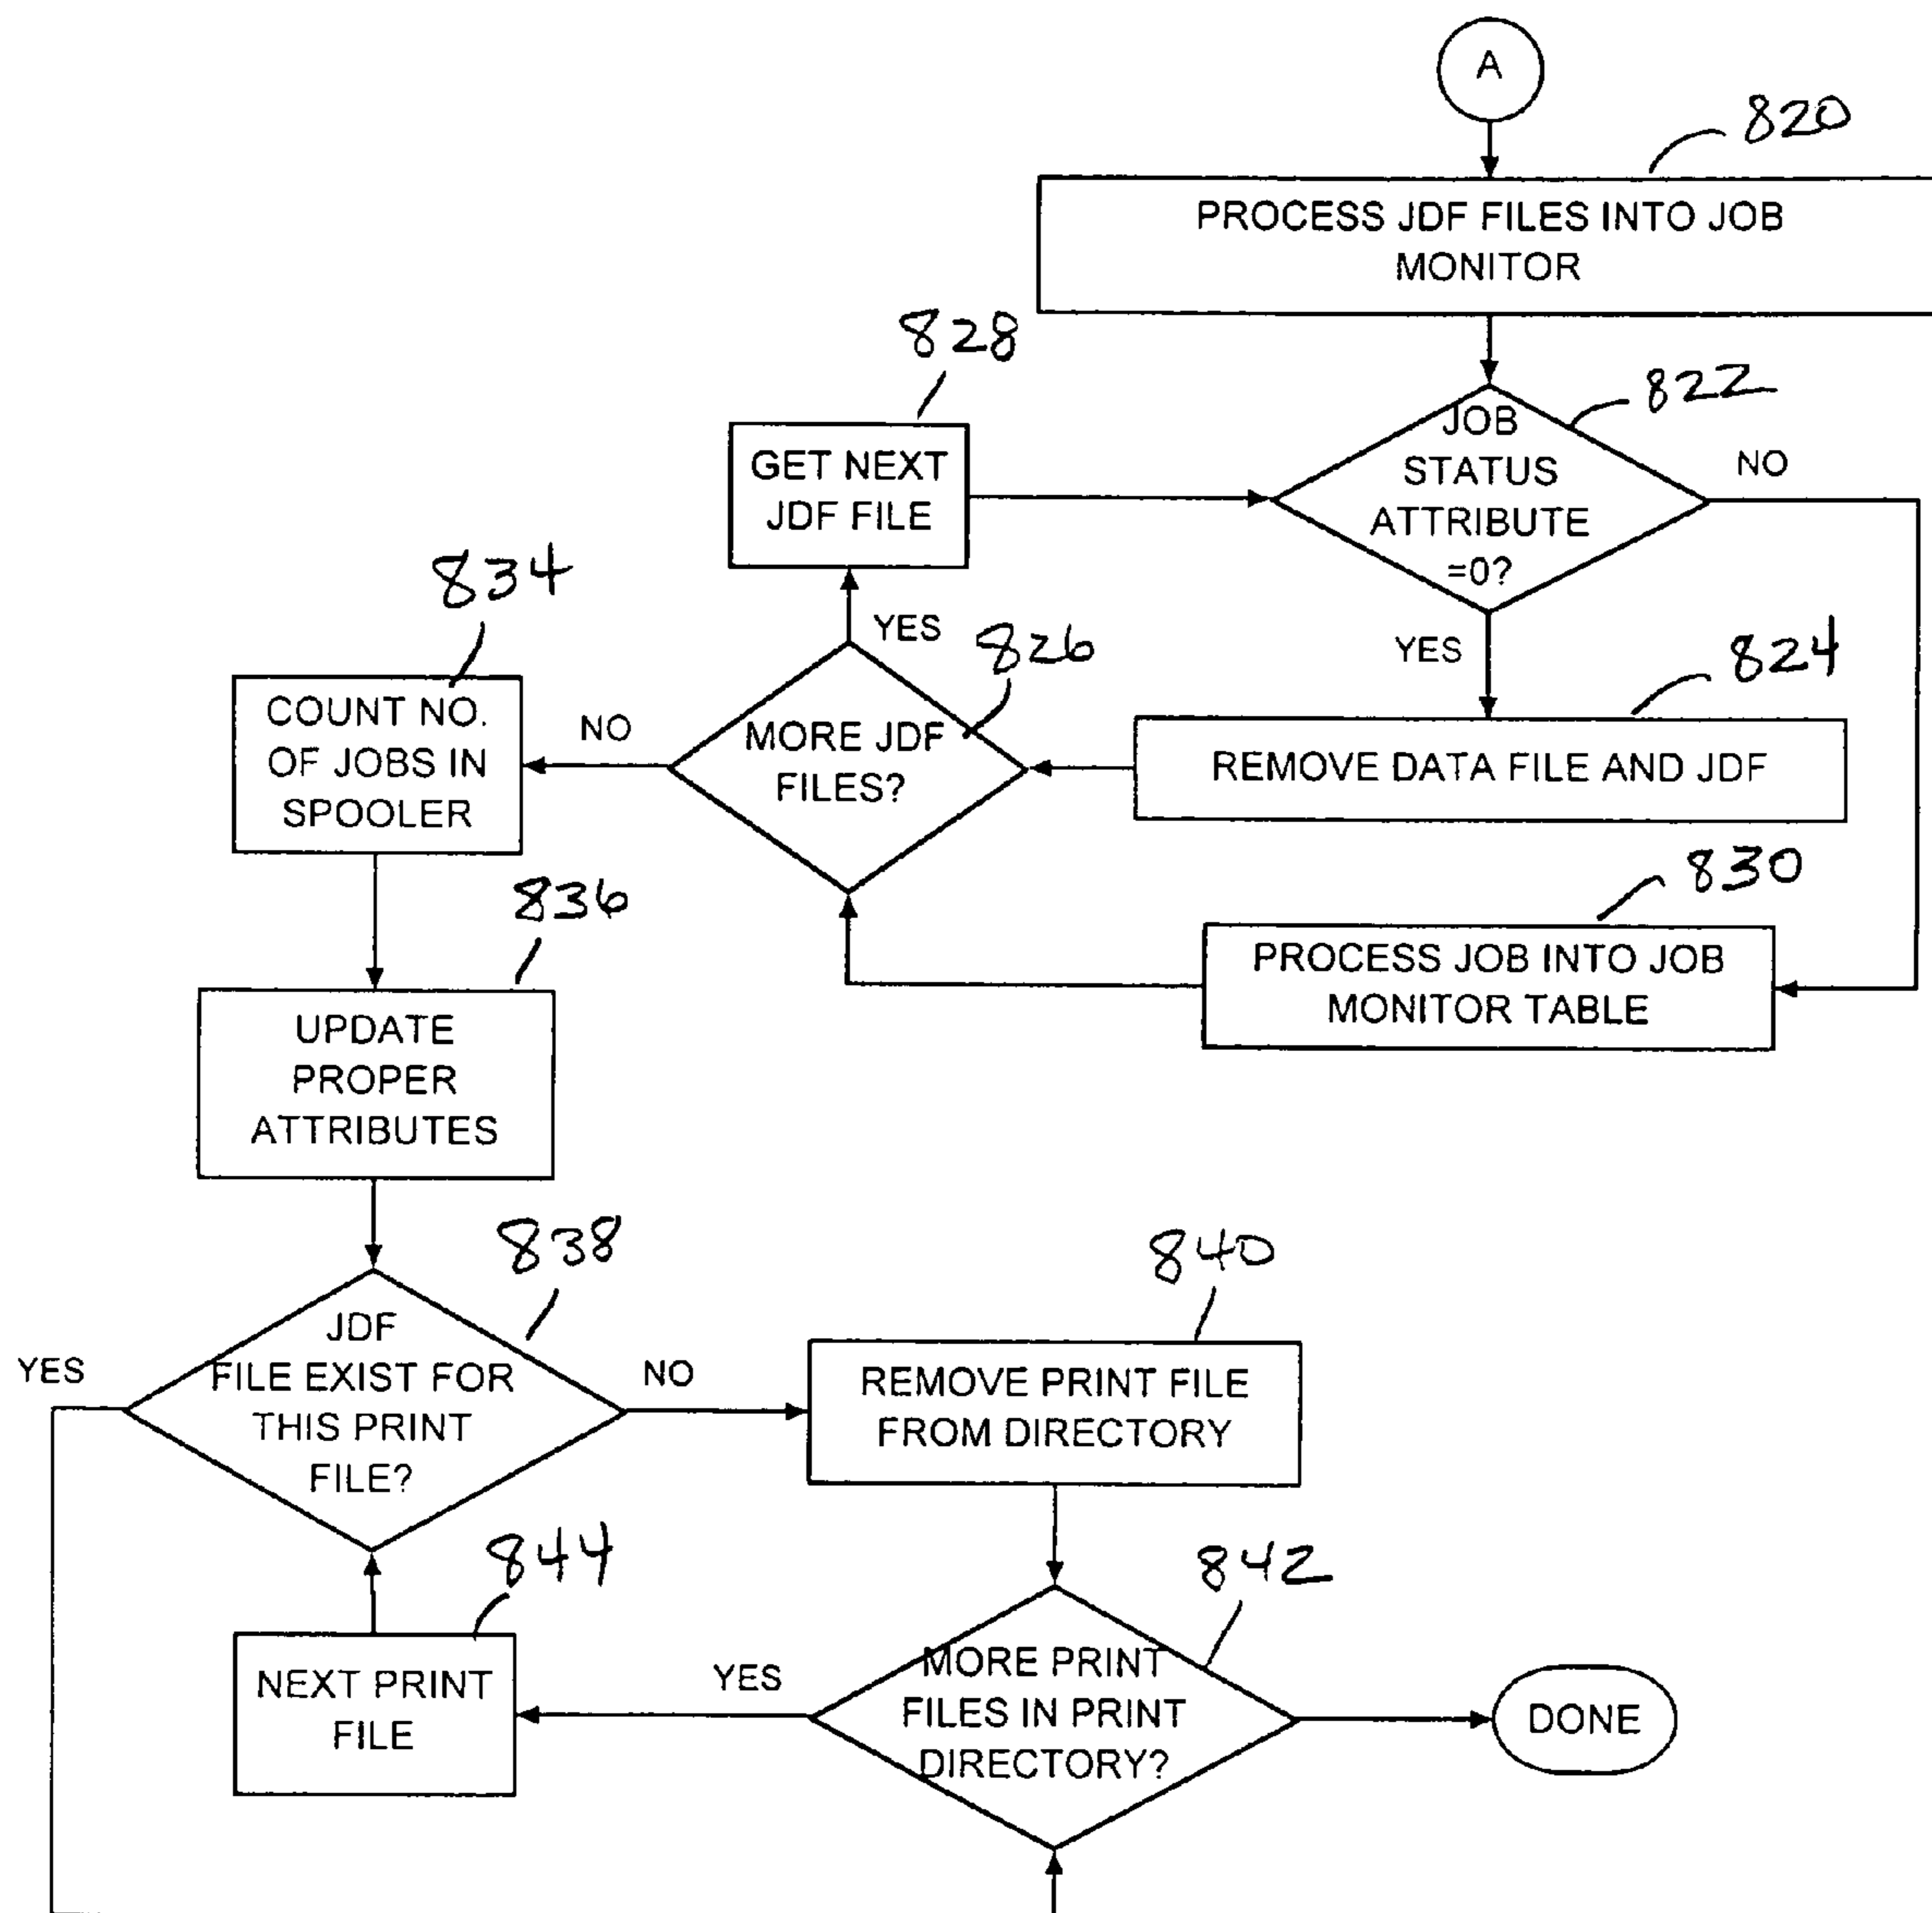 A
820
PROCESS JDF FILES INTO JOB
MONITOR
828
822
GET NEXT
JDF FILE
JOB
STATUS
ATTRIBUTE
=0?
NO
834
YES
826
YES
824
COUNT NO.
OF JOBS IN
SPOOLER
NO
MORE JDF
FILES?
REMOVE DATA FILE AND JDF
836
830
PROCESS JOB INTO JOB
MONITOR TABLE
UPDATE
PROPER
ATTRIBUTES
838
840
YES
JDF
FILE EXIST FOR
THIS PRINT
FILE?
NO
REMOVE PRINT FILE
FROM DIRECTORY
844
842
NEXT PRINT
FILE
YES
MORE PRINT
FILES IN PRINT
DIRECTORY?
DONE